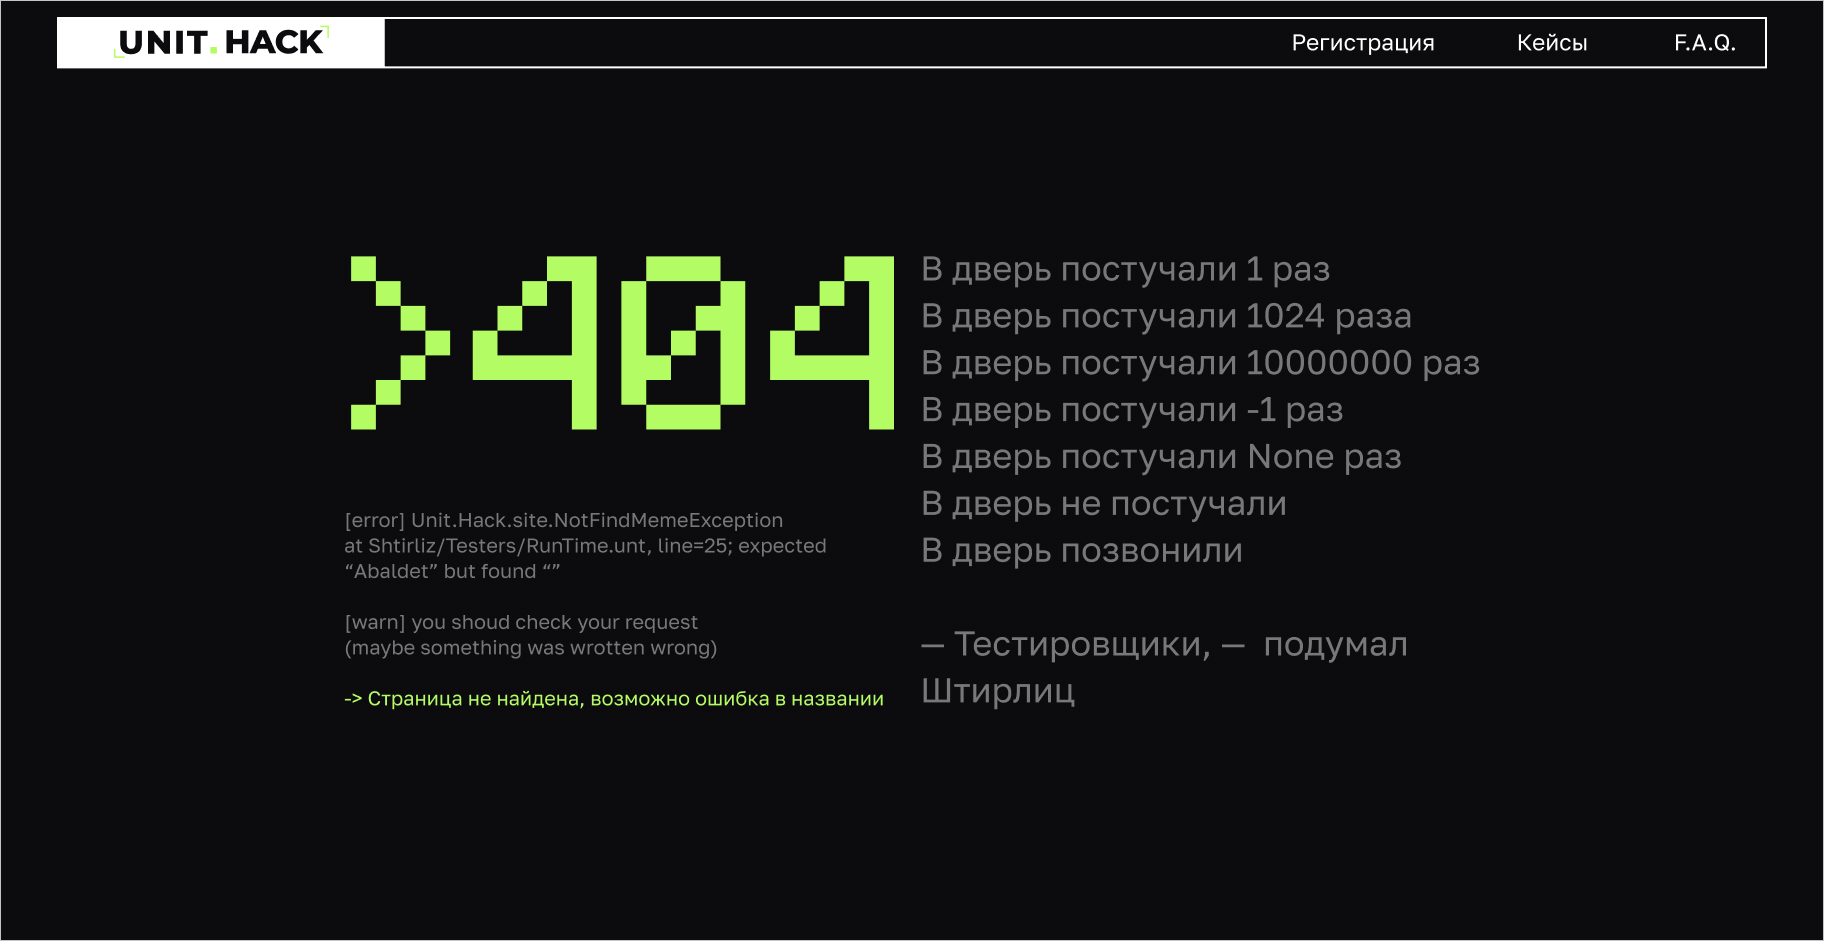 UNIT.HACK
Регистрация
Кейсы
F.A.Q.
>404
[error] Unit.Hack.site.NotFindMemeException
at Shtirliz/Testers/RunTime.unt, line=25; expected
“Abaldet” but found “”
[warn] you shoud check your request
(maybe something was wrotten wrong)
-> Страница не найдена, возможно ошибка в названии
В дверь постучали 1 раз
В дверь постучали 1024 раза
В дверь постучали 10000000 раз
В дверь постучали -1 раз
В дверь постучали None раз
В дверь не постучали
В дверь позвонили
— Тестировщики, — подумал
Штирлиц